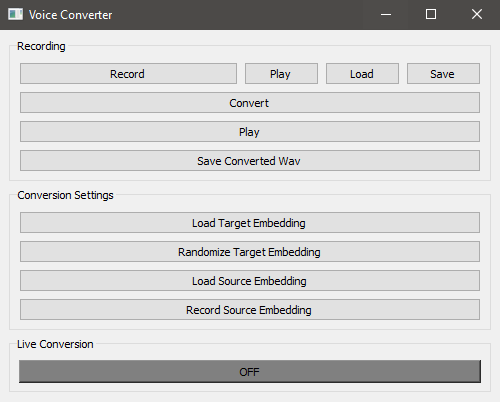 Voice Converter
Recording
Record Play Load Save
Convert
Play
Save Converted Wav
Conversion Settings
Load Target Embedding
Randomize Target Embedding
Load Source Embedding
Record Source Embedding
Live Conversion
OFF